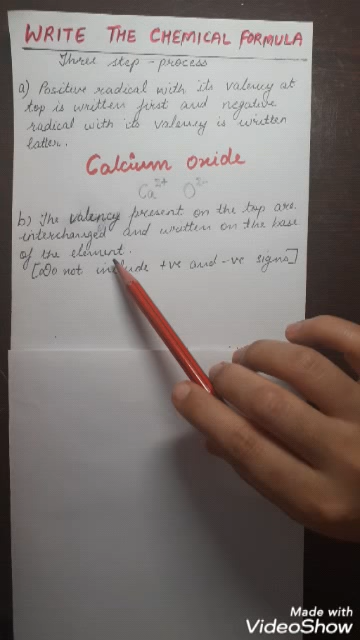 WRITE THE CHEMICAL FORMULA
Three step-process
a) Positive radical with its valency at
top is written first and negative
radical with its valency is written
latter.
Calcium oxide
Ca²⁺ O²⁻
b) The valency present on the top are
interchanged and written on the base
of the element.
[Do not include +ve and -ve signs]
Made with
VideoShow